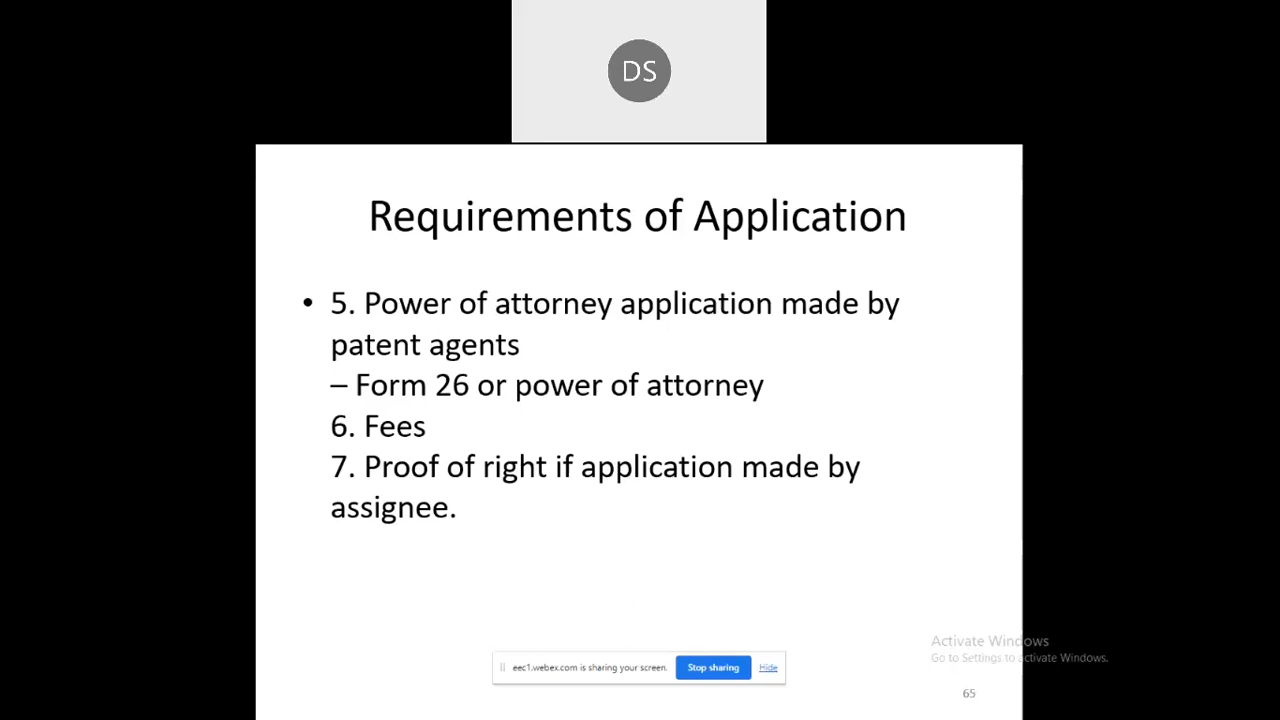 DS
Requirements of Application
• 5. Power of attorney application made by
patent agents
– Form 26 or power of attorney
6. Fees
7. Proof of right if application made by
assignee.
Activate Windows
Go to Settings to activate Windows.
eec1.webex.com is sharing your screen. Stop sharing Hide
65